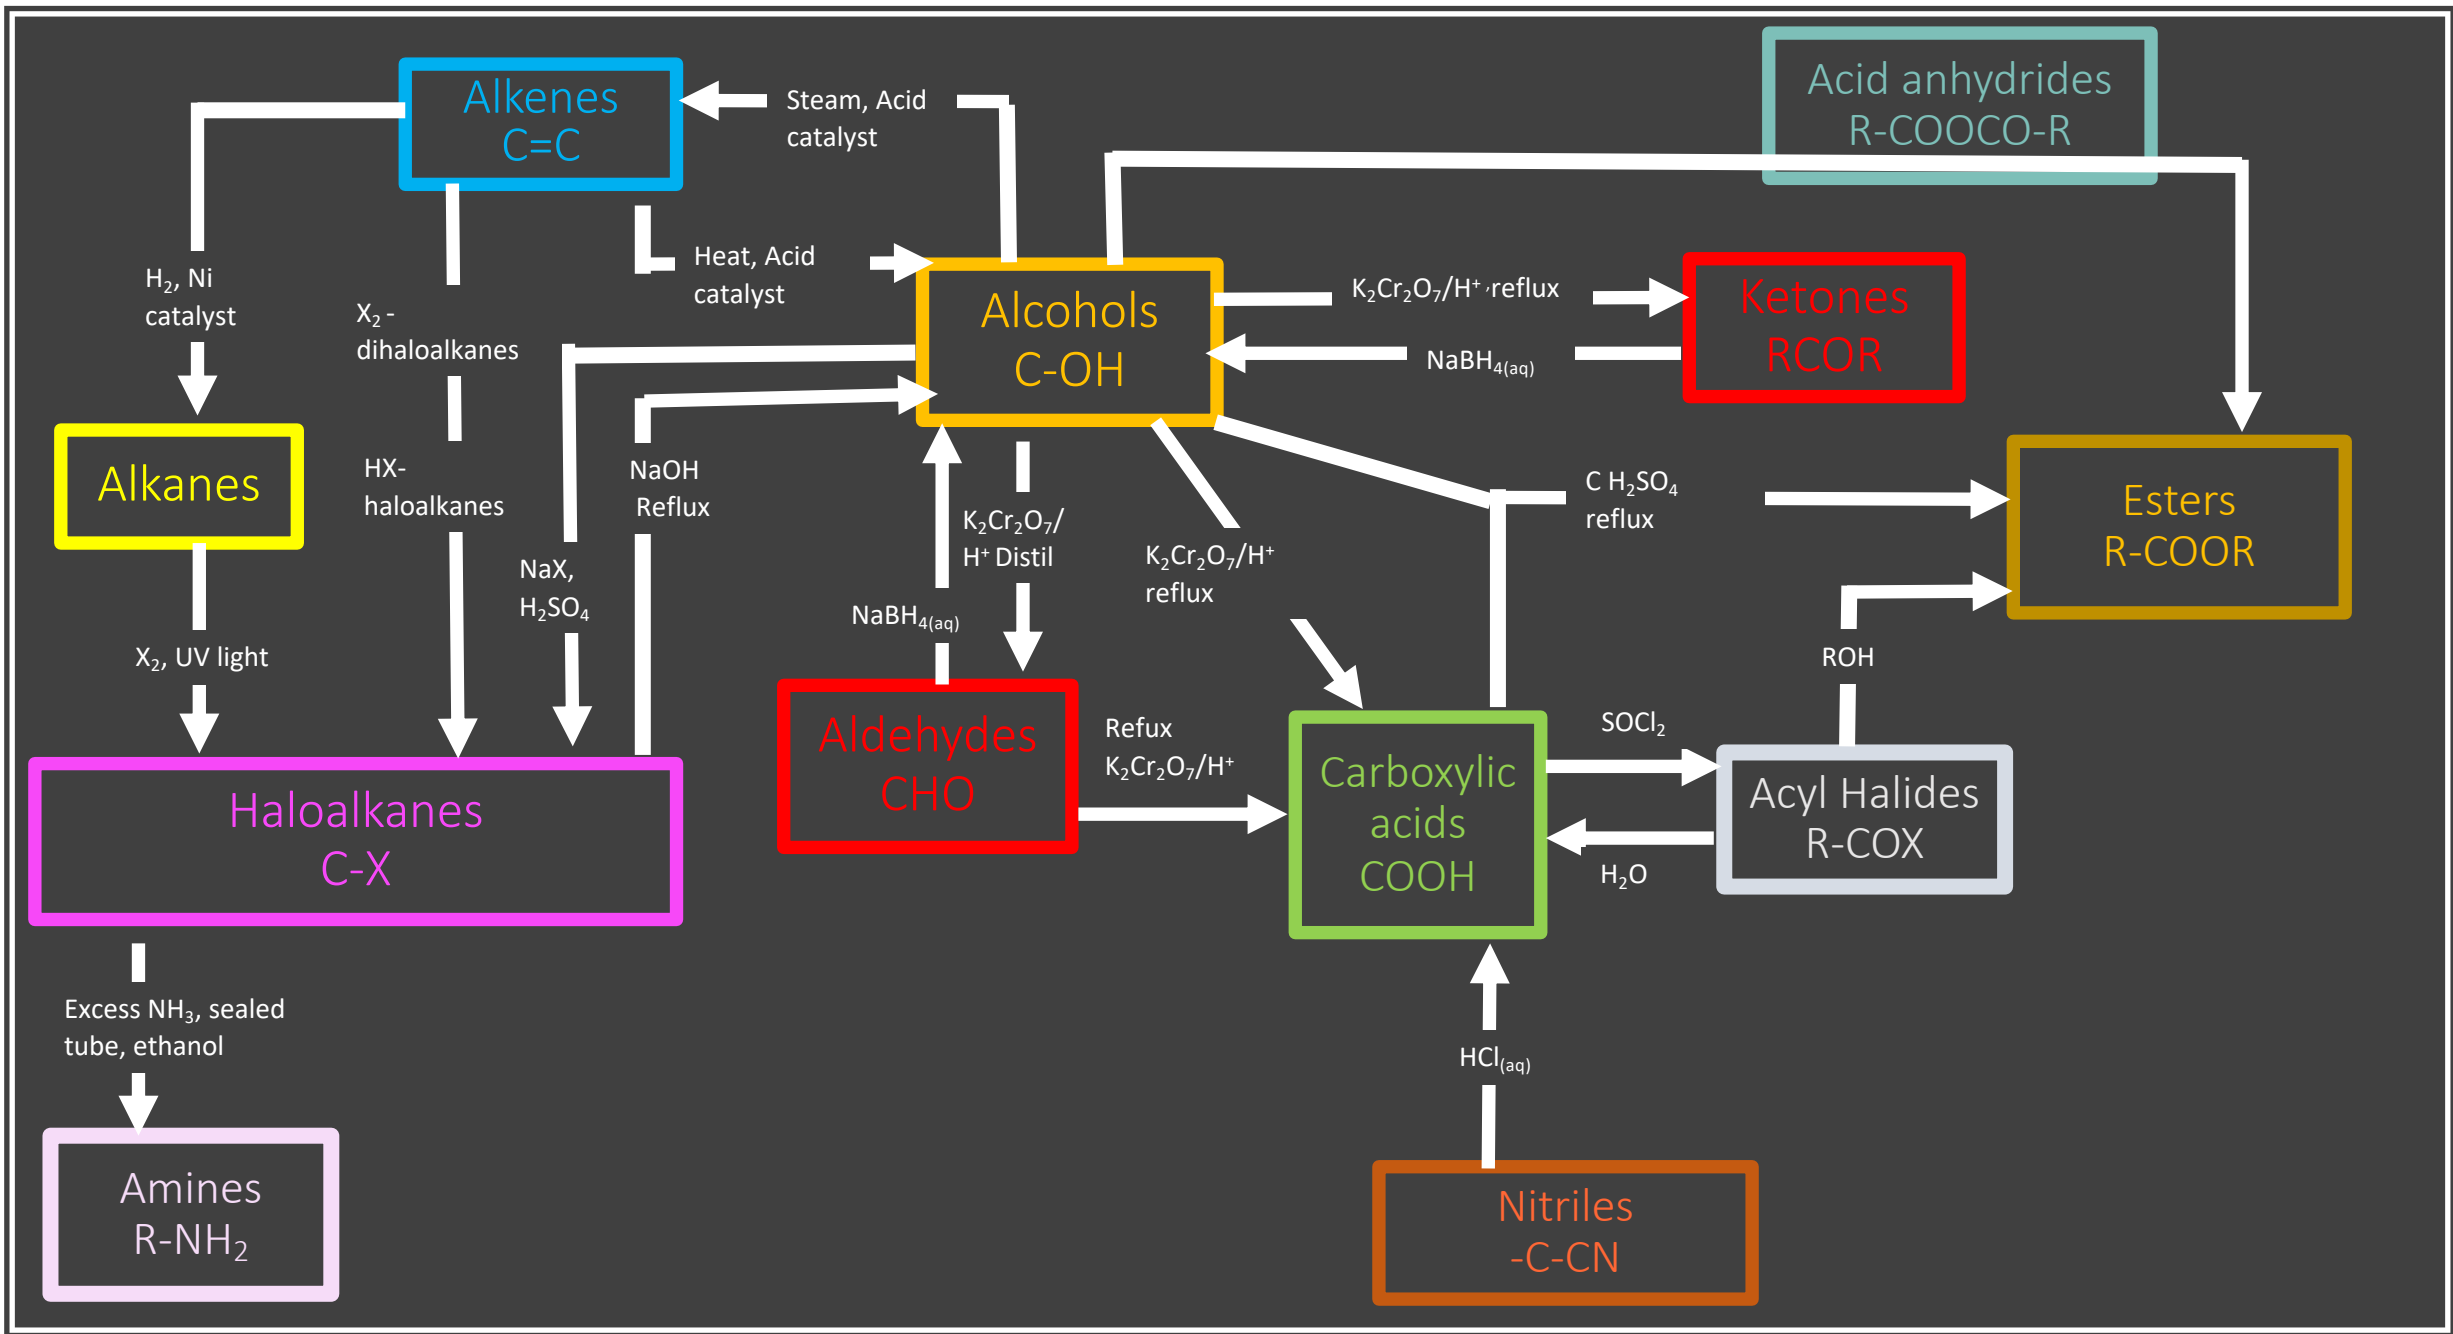 Alkenes
C=C
Steam, Acid
catalyst
Acid anhydrides
R-COOCO-R
H₂, Ni
catalyst
X₂ -
dihaloalkanes
Heat, Acid
catalyst
Alcohols
C-OH
K₂Cr₂O₇/H⁺ ,reflux
NaBH₄₍aq₎
Ketones
RCOR
Alkanes
HX-
haloalkanes
NaOH
Reflux
K₂Cr₂O₇/
H⁺ Distil
K₂Cr₂O₇/H⁺
reflux
C H₂SO₄
reflux
Esters
R-COOR
NaX,
H₂SO₄
NaBH₄₍aq₎
X₂, UV light
ROH
Aldehydes
CHO
Refux
K₂Cr₂O₇/H⁺
Carboxylic
acids
COOH
SOCl₂
H₂O
Acyl Halides
R-COX
Haloalkanes
C-X
Excess NH₃, sealed
tube, ethanol
HCl₍aq₎
Amines
R-NH₂
Nitriles
-C-CN